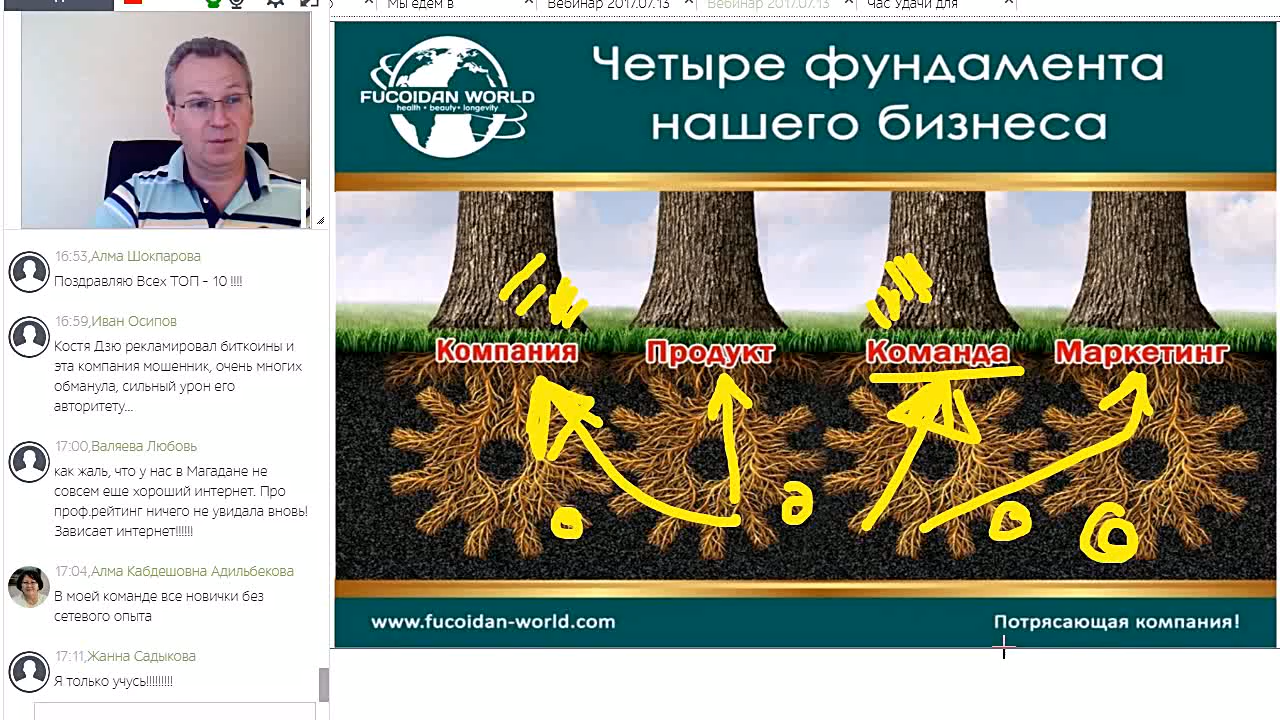 Мы едем в
Вебинар 2017.07.13
Вебинар 2017.07.13
Час Удачи для
16:53,Алма Шокпарова
Поздравляю Всех ТОП – 10 !!!!
16:59,Иван Осипов
Костя Дзю рекламировал биткоины и
эта компания мошенник, очень многих
обманула, сильный урон его
авторитету...
17:00,Валяева Любовь
как жаль, что у нас в Магадане не
совсем еще хороший интернет. Про
проф.рейтинг ничего не увидала вновь!
Зависает интернет!!!!!!
17:04,Алма Кабдешовна Адильбекова
В моей команде все новички без
сетевого опыта
17:11,Жанна Садыкова
Я только учусь!!!!!!!!!
FUCOIDAN WORLD
health • beauty • longevity
Четыре фундамента
нашего бизнеса
Компания
Продукт
Команда
Маркетинг
www.fucoidan-world.com
Потрясающая компания!